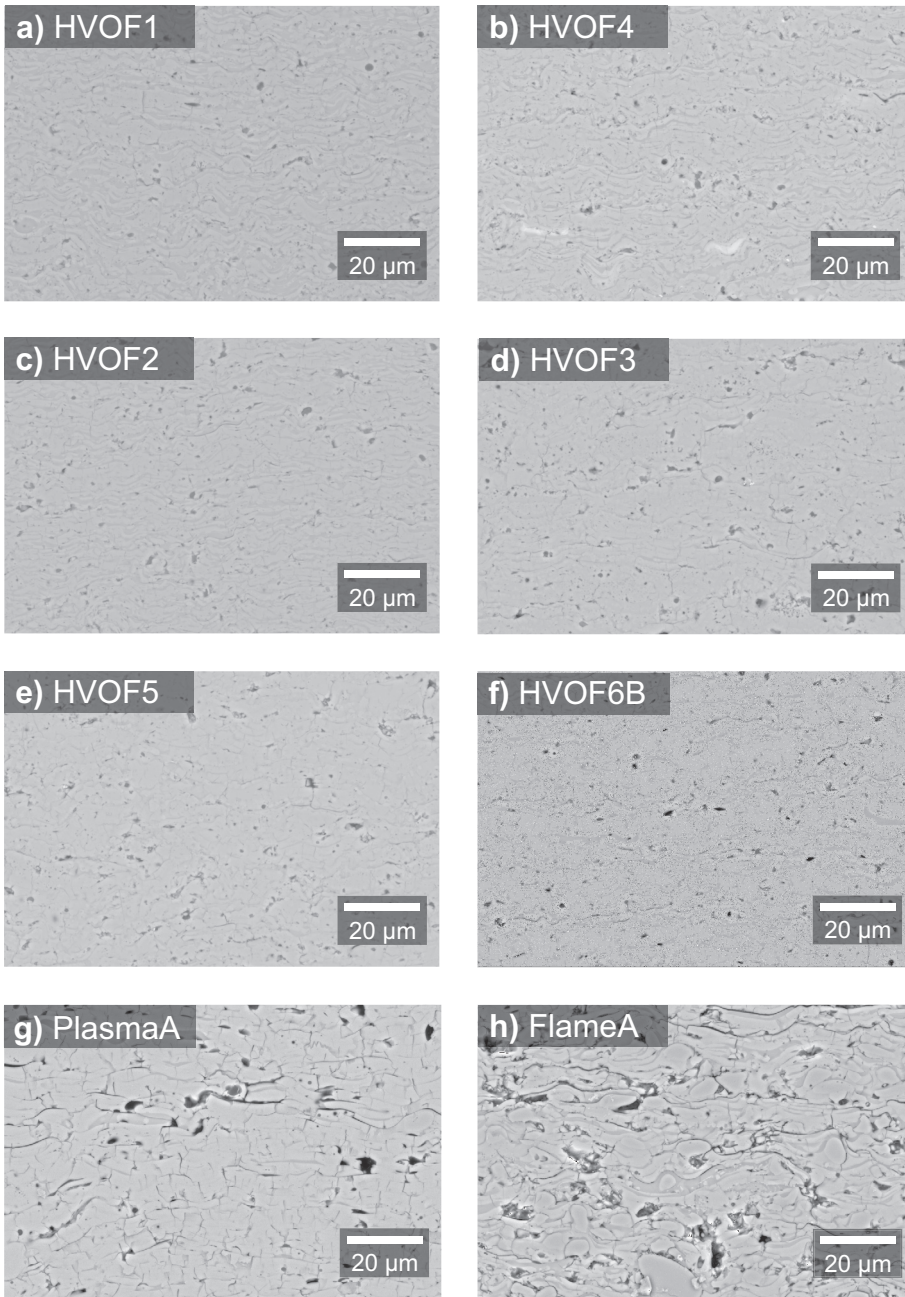 a) HVOF1
b) HVOF4
20 µm
20 µm
c) HVOF2
d) HVOF3
20 µm
20 µm
e) HVOF5
f) HVOF6B
20 µm
20 µm
g) PlasmaA
h) FlameA
20 µm
20 µm